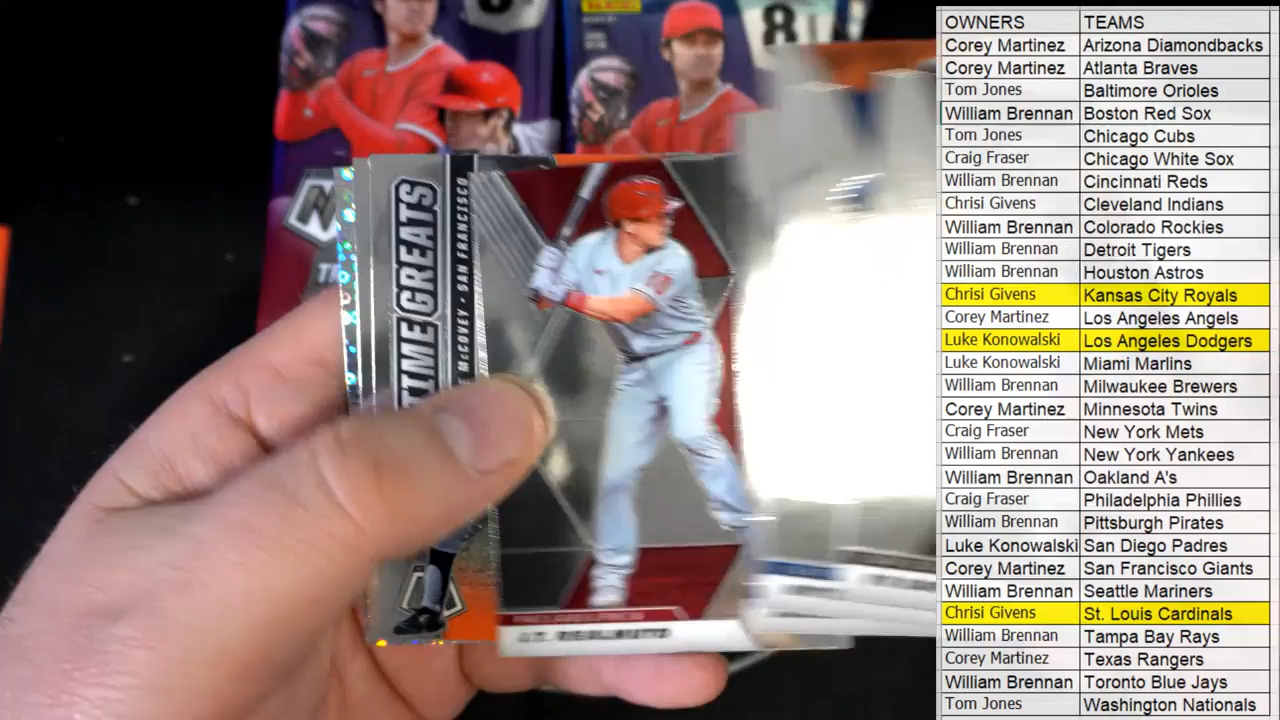 PANINI
8
TIME GREATS
McCOVEY • SAN FRANCISCO
J.T. REALMUTO
OWNERS TEAMS
Corey Martinez Arizona Diamondbacks
Corey Martinez Atlanta Braves
Tom Jones Baltimore Orioles
William Brennan Boston Red Sox
Tom Jones Chicago Cubs
Craig Fraser Chicago White Sox
William Brennan Cincinnati Reds
Chrisi Givens Cleveland Indians
William Brennan Colorado Rockies
William Brennan Detroit Tigers
William Brennan Houston Astros
Chrisi Givens Kansas City Royals
Corey Martinez Los Angeles Angels
Luke Konowalski Los Angeles Dodgers
Luke Konowalski Miami Marlins
William Brennan Milwaukee Brewers
Corey Martinez Minnesota Twins
Craig Fraser New York Mets
William Brennan New York Yankees
William Brennan Oakland A's
Craig Fraser Philadelphia Phillies
William Brennan Pittsburgh Pirates
Luke Konowalski San Diego Padres
Corey Martinez San Francisco Giants
William Brennan Seattle Mariners
Chrisi Givens St. Louis Cardinals
William Brennan Tampa Bay Rays
Corey Martinez Texas Rangers
William Brennan Toronto Blue Jays
Tom Jones Washington Nationals